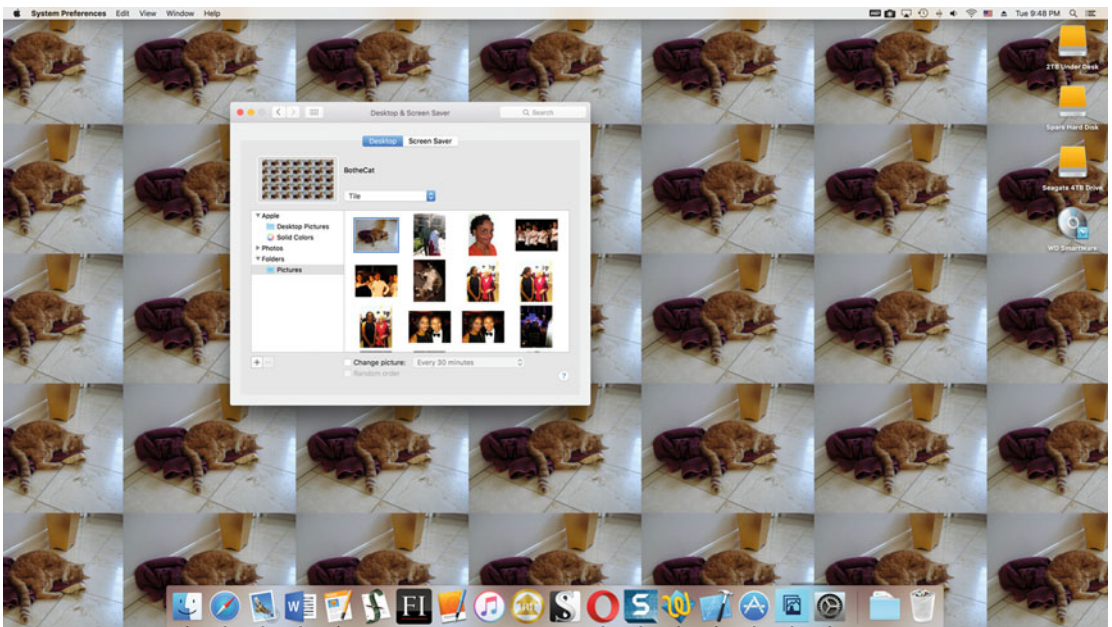 System Preferences Edit View Window Help
Tue 9:48 PM
2TB Under Desk
Spare Hard Disk
Seagate 4TB Drive
WD SmartWare
Desktop & Screen Saver
Search
Desktop Screen Saver
BotheCat
Tile
Apple
Desktop Pictures
Solid Colors
Photos
Folders
Pictures
Change picture: Every 30 minutes
Random order
?
W
FI
S
O
S